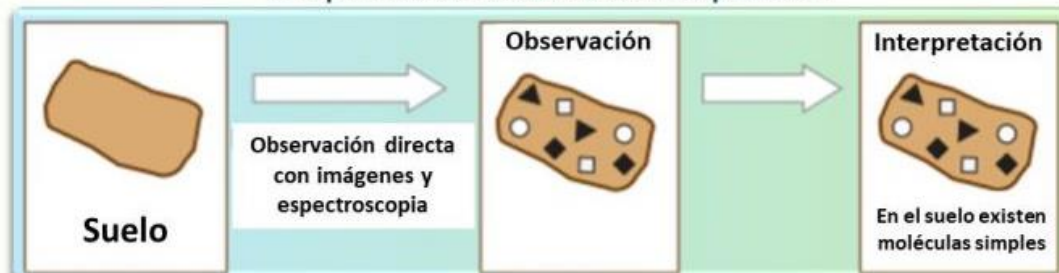 Suelo
Observación directa
con imágenes y
espectroscopia
Observación
Interpretación
En el suelo existen
moléculas simples